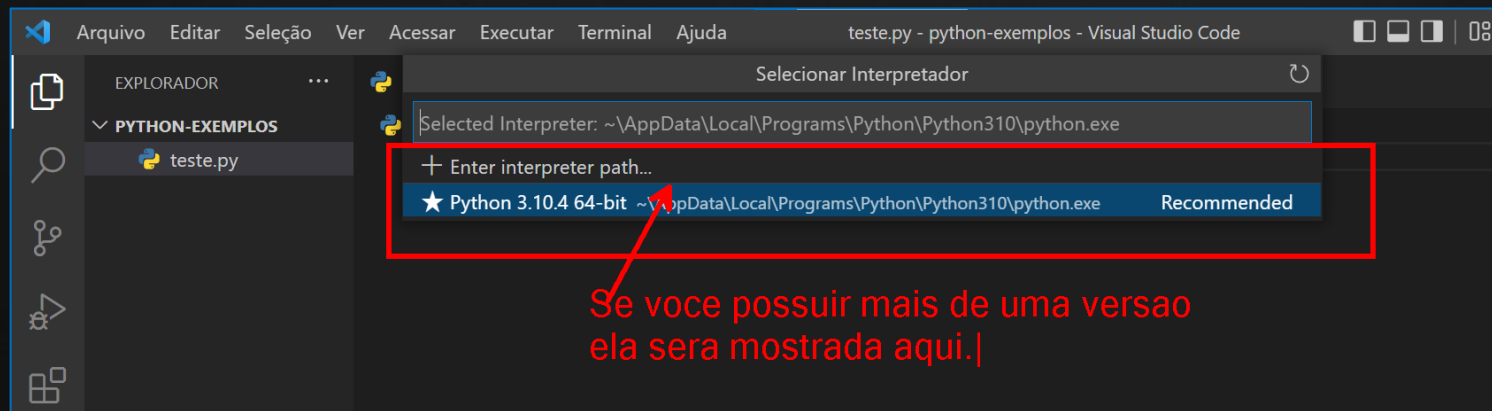 Arquivo Editar Seleção Ver Acessar Executar Terminal Ajuda teste.py - python-exemplos - Visual Studio Code
EXPLORADOR ...
Selecionar Interpretador
PYTHON-EXEMPLOS
Selected Interpreter: ~\AppData\Local\Programs\Python\Python310\python.exe
teste.py
+ Enter interpreter path...
★ Python 3.10.4 64-bit ~\AppData\Local\Programs\Python\Python310\python.exe Recommended
Se voce possuir mais de uma versao
ela sera mostrada aqui.